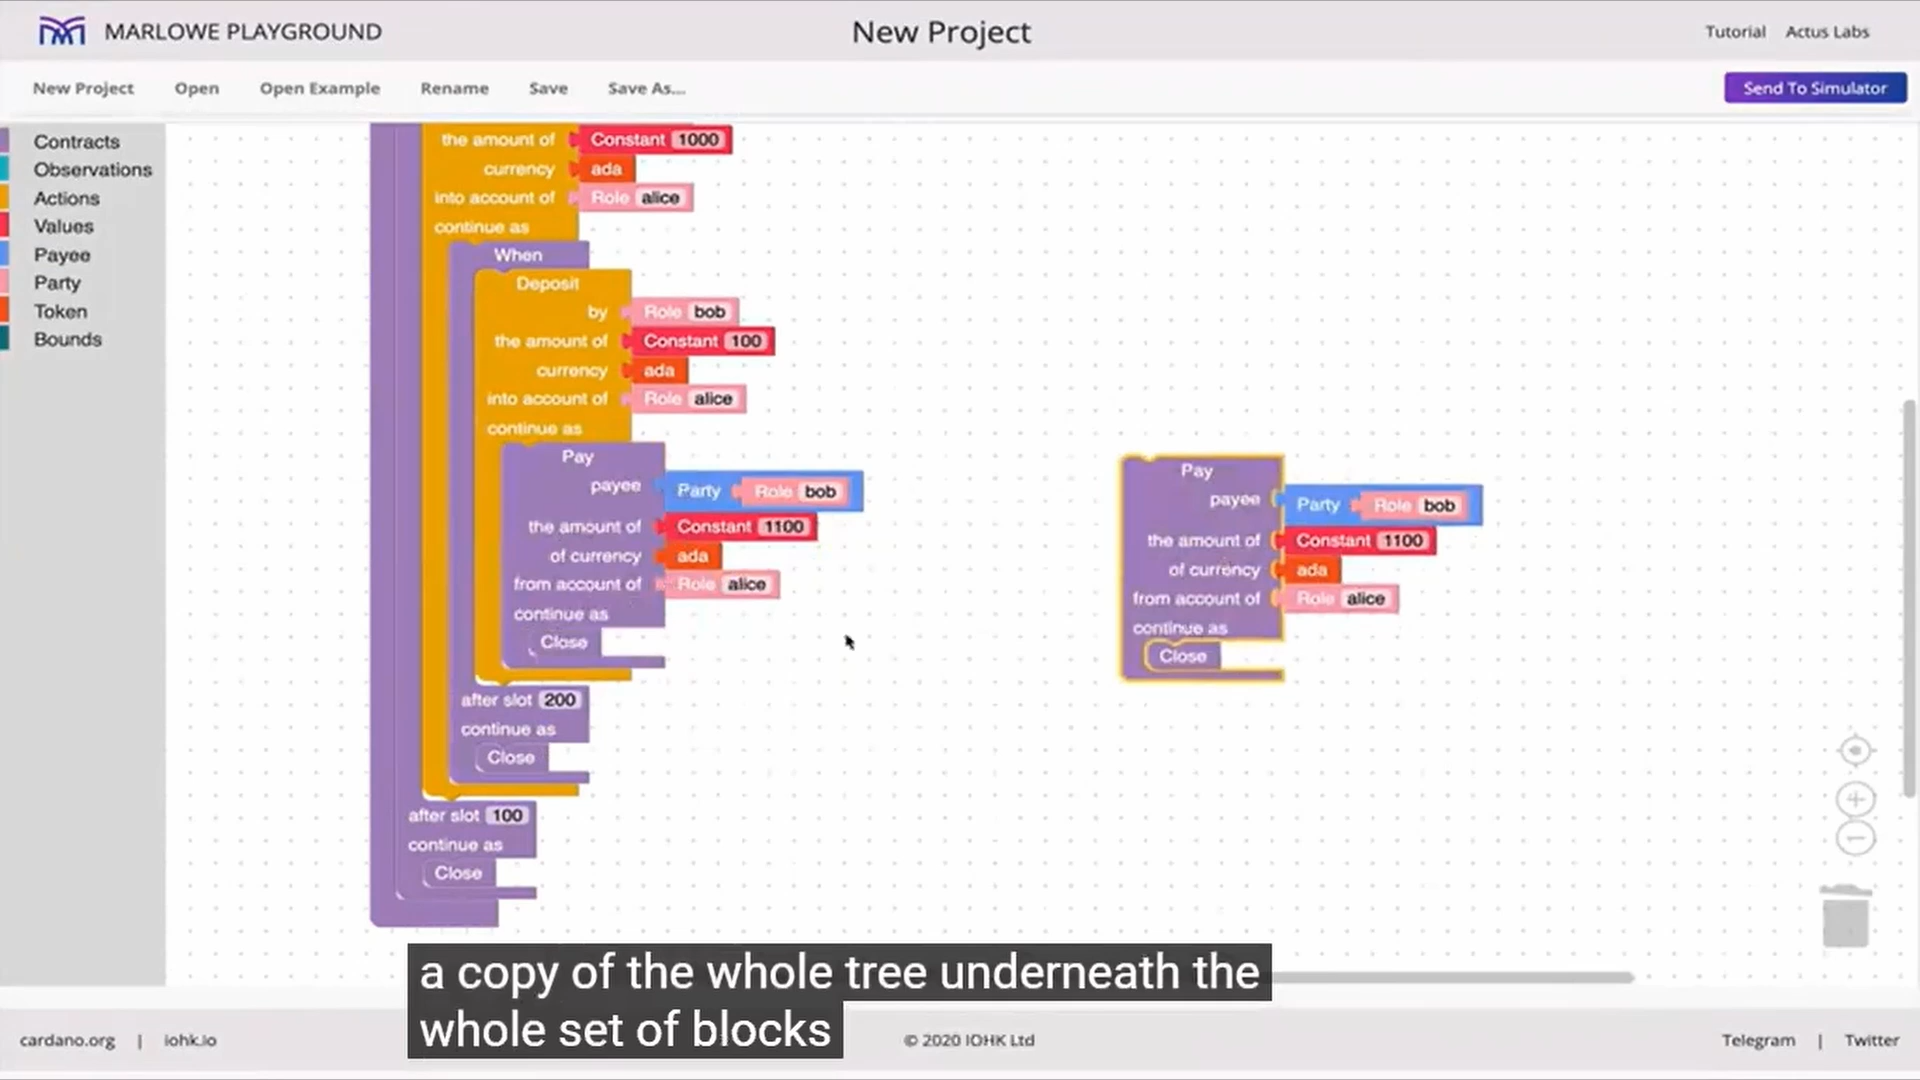 MARLOWE PLAYGROUND
New Project
Tutorial
Actus Labs
New Project
Open
Open Example
Rename
Save
Save As...
Send To Simulator
Contracts
Observations
Actions
Values
Payee
Party
Token
Bounds
the amount of Constant 1000
currency ada
into account of Role alice
continue as
When
Deposit
by Role bob
the amount of Constant 100
currency ada
into account of Role alice
continue as
Pay
payee Party Role bob
the amount of Constant 1100
of currency ada
from account of Role alice
continue as
Close
after slot 200
continue as
Close
after slot 100
continue as
Close
Pay
payee Party Role bob
the amount of Constant 1100
of currency ada
from account of Role alice
continue as
Close
a copy of the whole tree underneath the
whole set of blocks
cardano.org | iohk.io
© 2020 IOHK Ltd
Telegram | Twitter